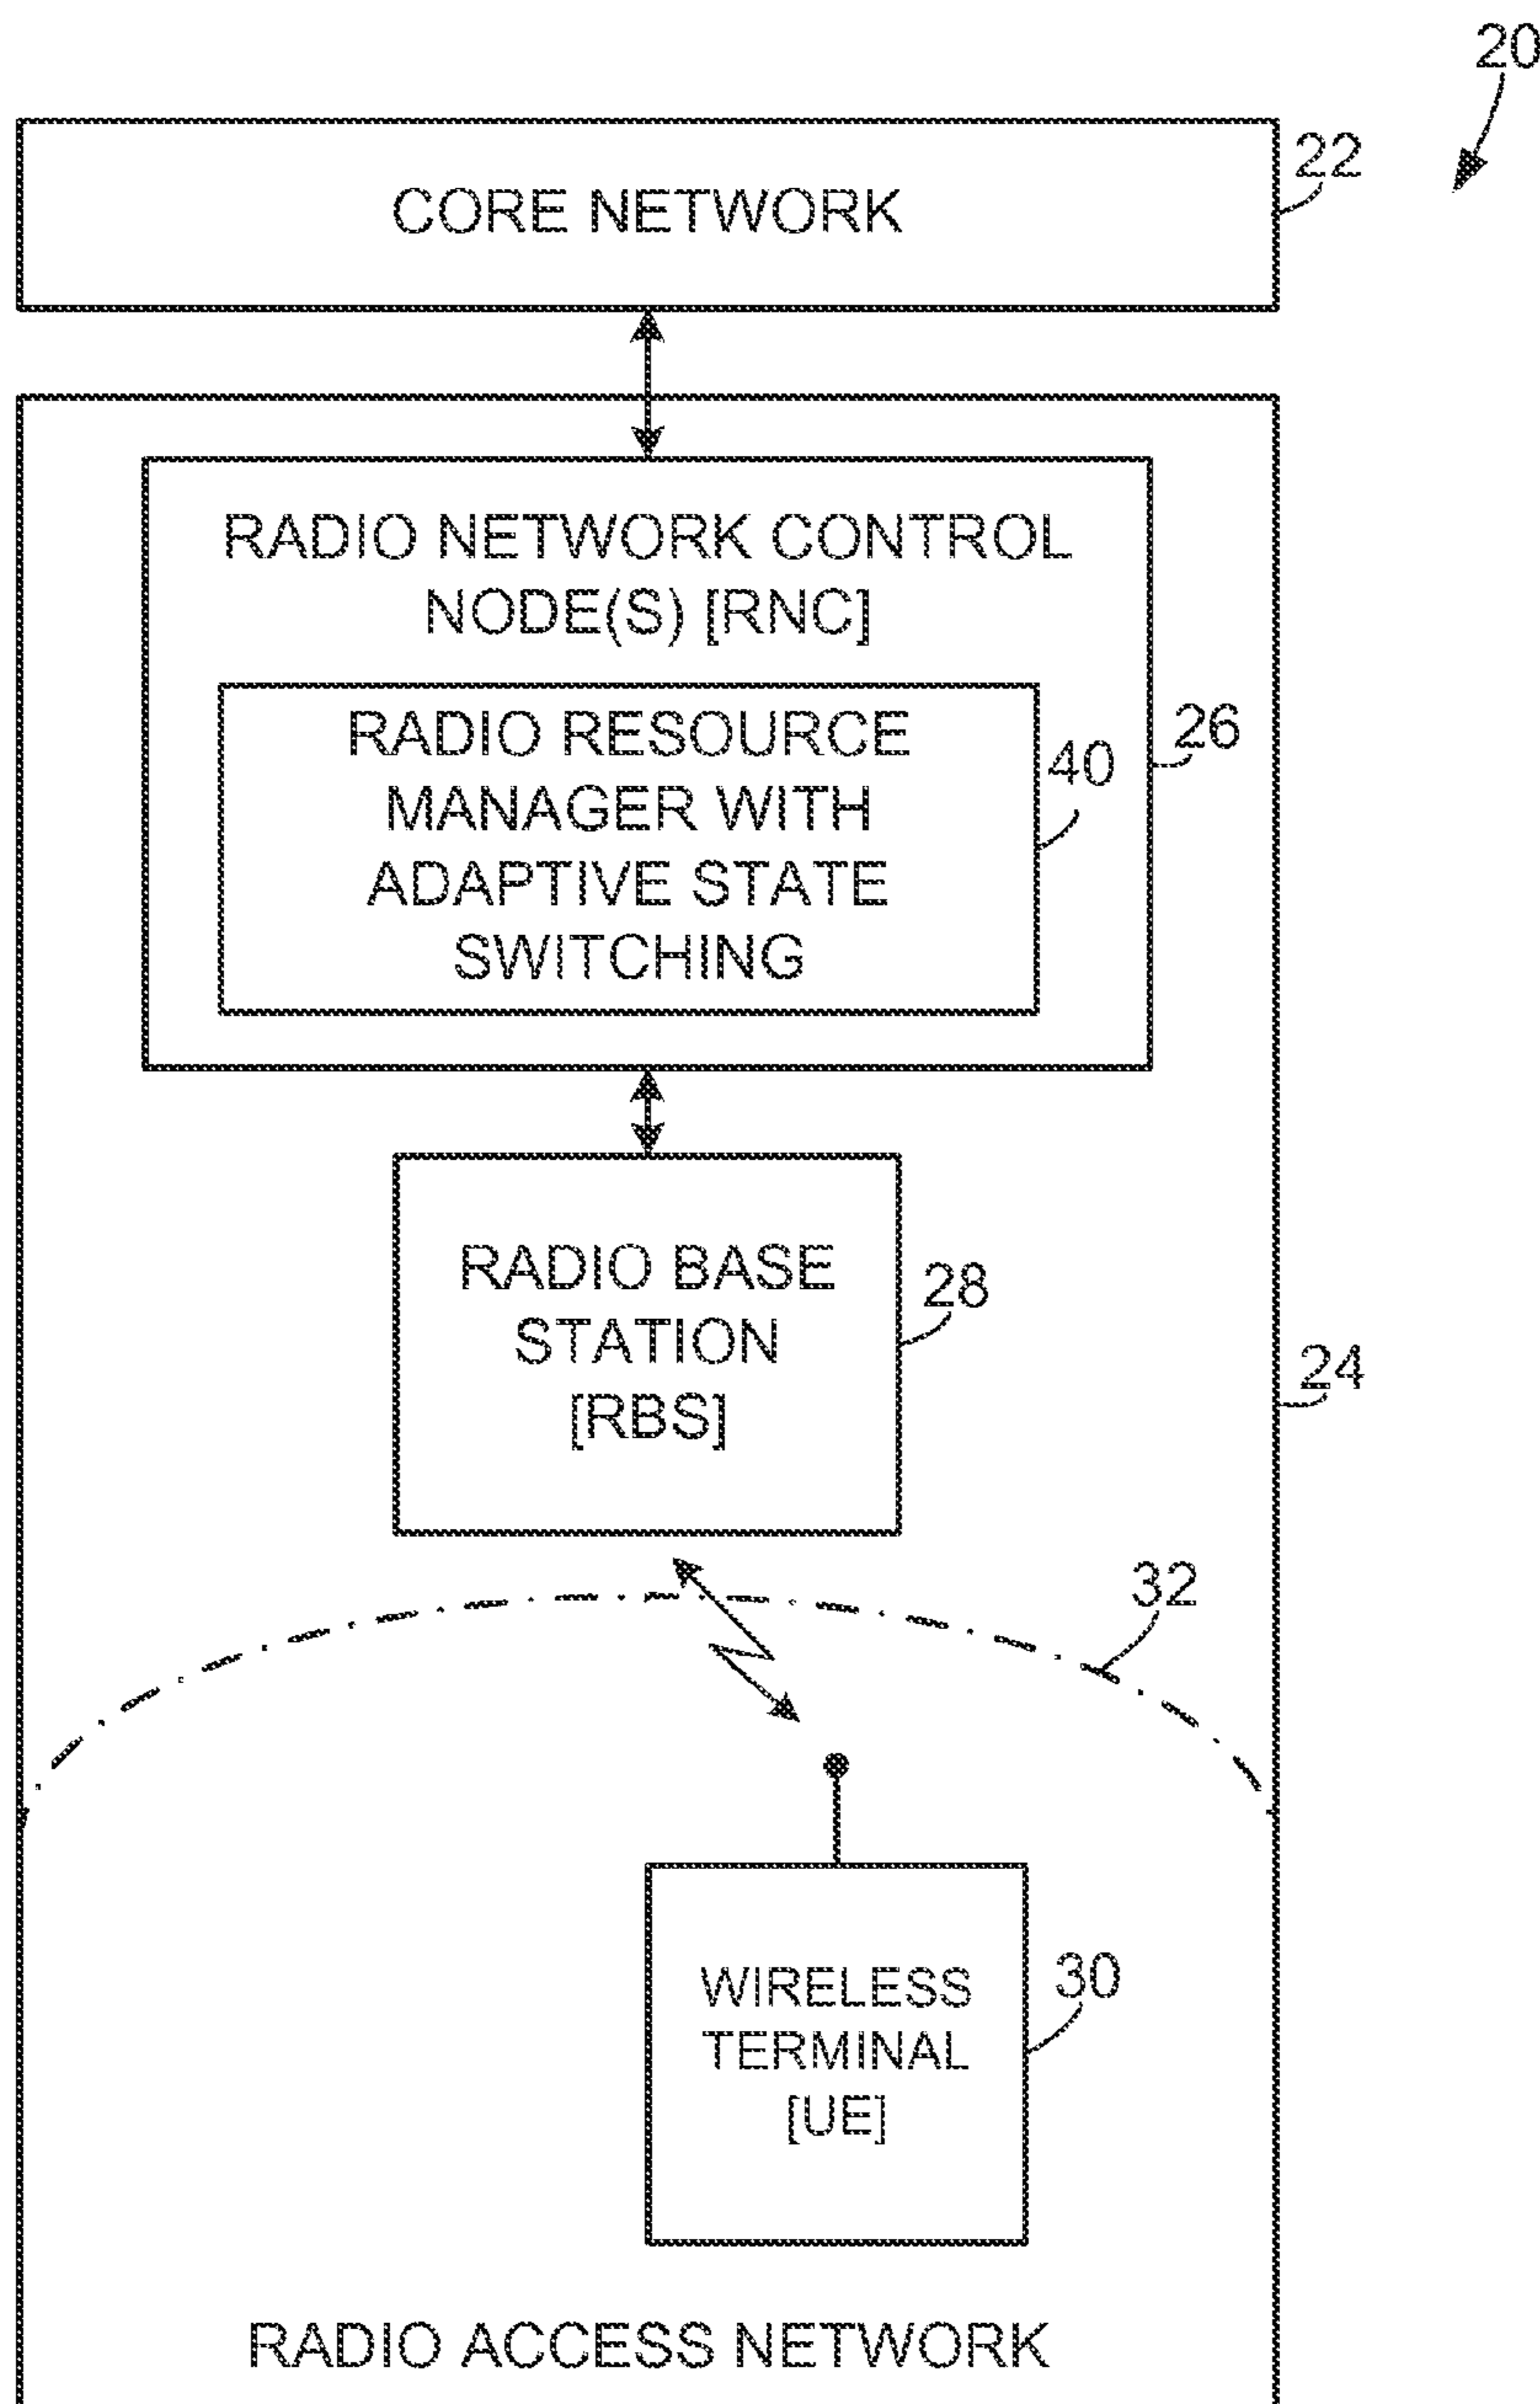 20
22
CORE NETWORK
RADIO NETWORK CONTROL
NODE(S) [RNC]
RADIO RESOURCE
MANAGER WITH
ADAPTIVE STATE
SWITCHING
40
26
RADIO BASE
STATION
[RBS]
28
24
32
WIRELESS
TERMINAL
[UE]
30
RADIO ACCESS NETWORK